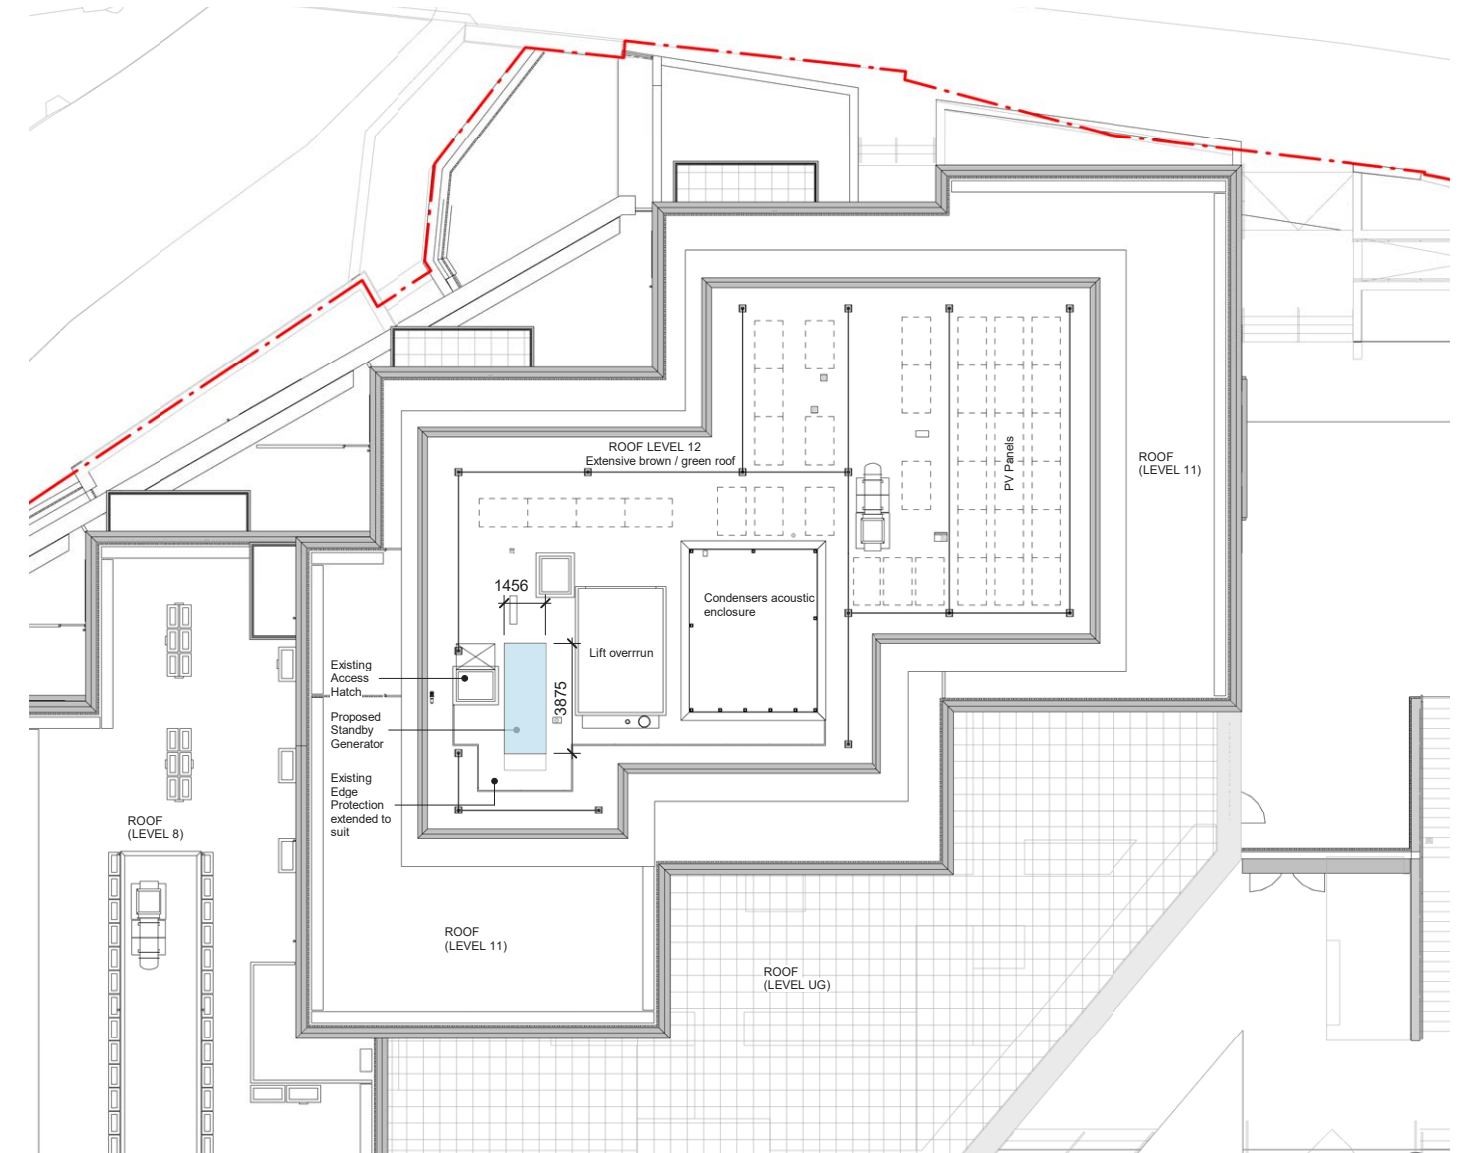 ROOF LEVEL 12
Extensive brown / green roof
PV Panels
ROOF
(LEVEL 11)
1456
Condensers acoustic
enclosure
Lift overrrun
3875
Existing
Access
Hatch
Proposed
Standby
Generator
Existing
Edge
Protection
extended to
suit
ROOF
(LEVEL 8)
ROOF
(LEVEL 11)
ROOF
(LEVEL UG)